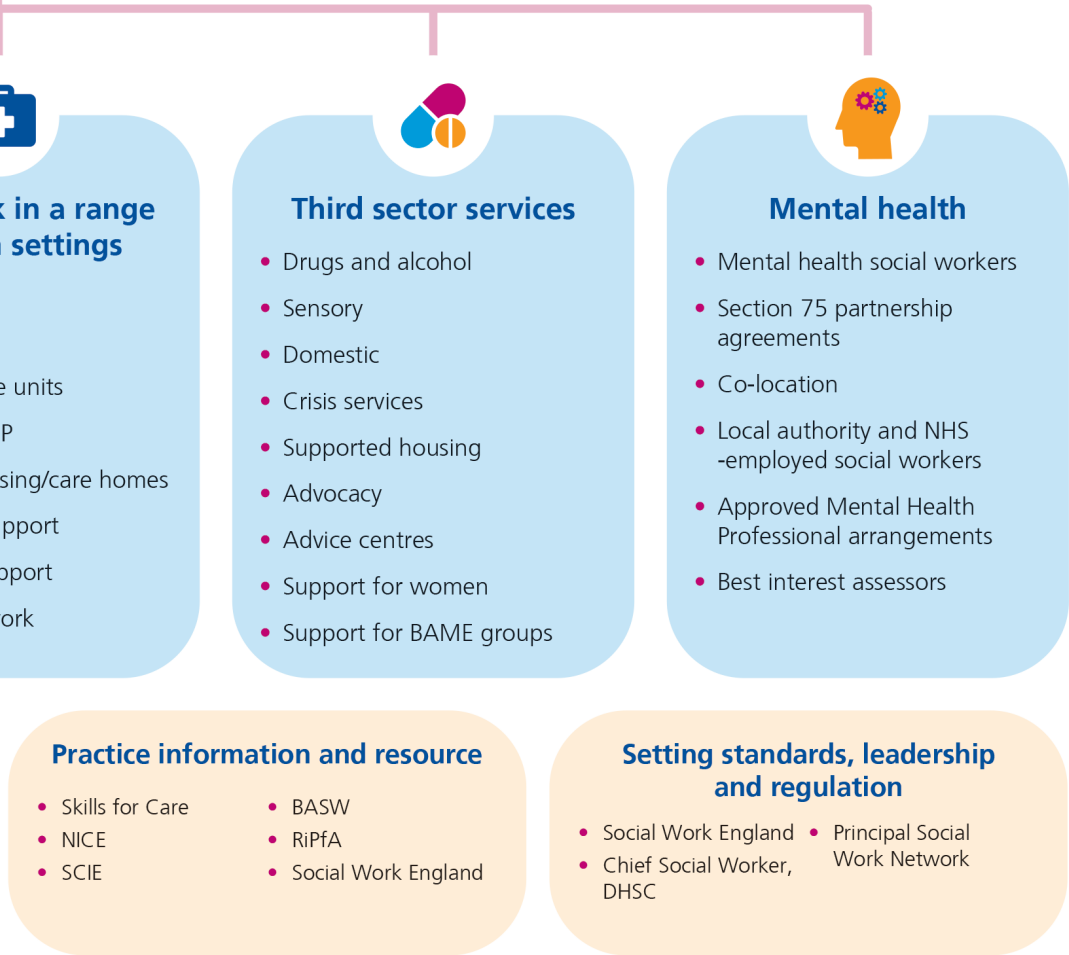 in a range
settings
units
P
/care homes
work
Third sector services
• Drugs and alcohol
• Sensory
• Domestic
• Crisis services
• Supported housing
• Advocacy
• Advice centres
• Support for women
• Support for BAME groups
Mental health
• Mental health social workers
• Section 75 partnership
agreements
• Co-location
• Local authority and NHS
-employed social workers
• Approved Mental Health
Professional arrangements
• Best interest assessors
Practice information and resource
• Skills for Care
• NICE
• SCIE
• BASW
• RiPfA
• Social Work England
Setting standards, leadership
and regulation
• Social Work England
• Chief Social Worker,
DHSC
• Principal Social
Work Network